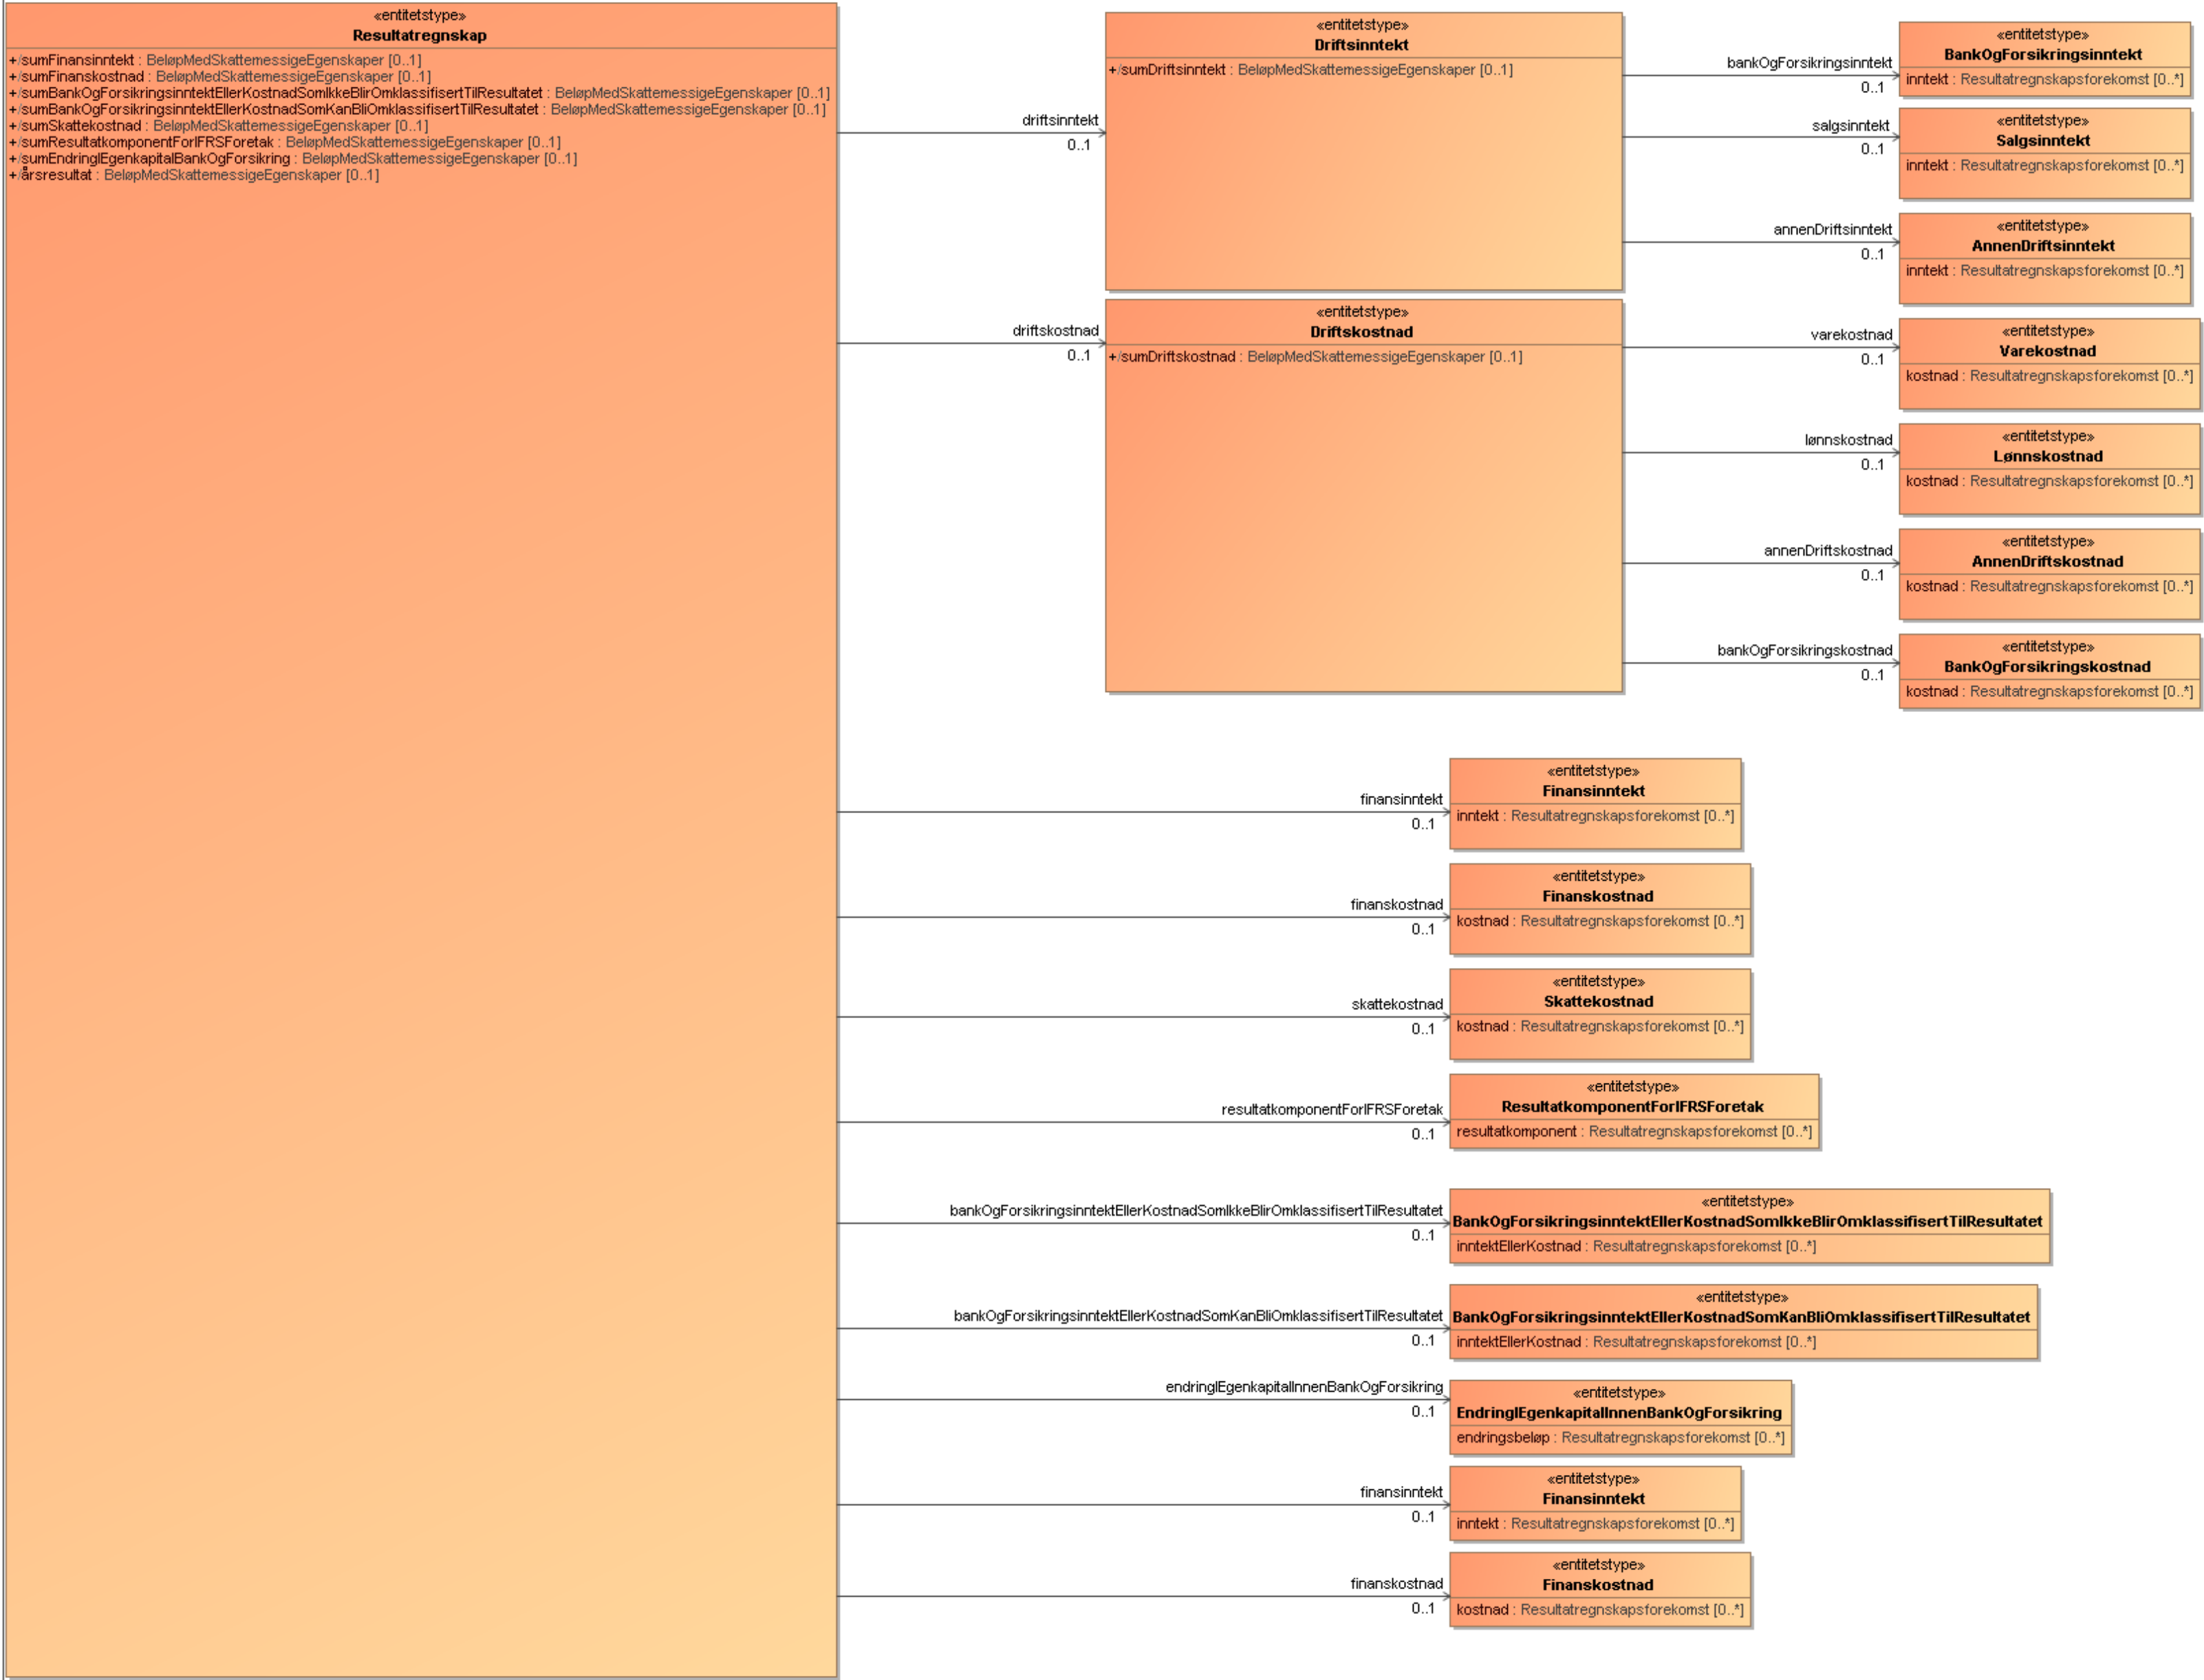 «entitetstype»
Resultatregnskap
+/sumFinansinntekt : BeløpMedSkattemessigeEgenskaper [0..1]
+/sumFinanskostnad : BeløpMedSkattemessigeEgenskaper [0..1]
+/sumBankOgForsikringsinntektEllerKostnadSomIkkeBlirOmklassifisertTilResultatet : BeløpMedSkattemessigeEgenskaper [0..1]
+/sumBankOgForsikringsinntektEllerKostnadSomKanBliOmklassifisertTilResultatet : BeløpMedSkattemessigeEgenskaper [0..1]
+/sumSkattekostnad : BeløpMedSkattemessigeEgenskaper [0..1]
+/sumResultatkomponentForIFRSForetak : BeløpMedSkattemessigeEgenskaper [0..1]
+/sumEndringIEgenkapitalBankOgForsikring : BeløpMedSkattemessigeEgenskaper [0..1]
+/årsresultat : BeløpMedSkattemessigeEgenskaper [0..1]
driftsinntekt
0..1
«entitetstype»
Driftsinntekt
+/sumDriftsinntekt : BeløpMedSkattemessigeEgenskaper [0..1]
bankOgForsikringsinntekt
0..1
«entitetstype»
BankOgForsikringsinntekt
inntekt : Resultatregnskapsforekomst [0..*]
salgsinntekt
0..1
«entitetstype»
Salgsinntekt
inntekt : Resultatregnskapsforekomst [0..*]
annenDriftsinntekt
0..1
«entitetstype»
AnnenDriftsinntekt
inntekt : Resultatregnskapsforekomst [0..*]
driftskostnad
0..1
«entitetstype»
Driftskostnad
+/sumDriftskostnad : BeløpMedSkattemessigeEgenskaper [0..1]
varekostnad
0..1
«entitetstype»
Varekostnad
kostnad : Resultatregnskapsforekomst [0..*]
lønnskostnad
0..1
«entitetstype»
Lønnskostnad
kostnad : Resultatregnskapsforekomst [0..*]
annenDriftskostnad
0..1
«entitetstype»
AnnenDriftskostnad
kostnad : Resultatregnskapsforekomst [0..*]
bankOgForsikringskostnad
0..1
«entitetstype»
BankOgForsikringskostnad
kostnad : Resultatregnskapsforekomst [0..*]
finansinntekt
0..1
«entitetstype»
Finansinntekt
inntekt : Resultatregnskapsforekomst [0..*]
finanskostnad
0..1
«entitetstype»
Finanskostnad
kostnad : Resultatregnskapsforekomst [0..*]
skattekostnad
0..1
«entitetstype»
Skattekostnad
kostnad : Resultatregnskapsforekomst [0..*]
resultatkomponentForIFRSForetak
0..1
«entitetstype»
ResultatkomponentForIFRSForetak
resultatkomponent : Resultatregnskapsforekomst [0..*]
bankOgForsikringsinntektEllerKostnadSomIkkeBlirOmklassifisertTilResultatet
0..1
«entitetstype»
BankOgForsikringsinntektEllerKostnadSomIkkeBlirOmklassifisertTilResultatet
inntektEllerKostnad : Resultatregnskapsforekomst [0..*]
bankOgForsikringsinntektEllerKostnadSomKanBliOmklassifisertTilResultatet
0..1
«entitetstype»
BankOgForsikringsinntektEllerKostnadSomKanBliOmklassifisertTilResultatet
inntektEllerKostnad : Resultatregnskapsforekomst [0..*]
endringIEgenkapitalInnenBankOgForsikring
0..1
«entitetstype»
EndringIEgenkapitalInnenBankOgForsikring
endringsbeløp : Resultatregnskapsforekomst [0..*]
finansinntekt
0..1
«entitetstype»
Finansinntekt
inntekt : Resultatregnskapsforekomst [0..*]
finanskostnad
0..1
«entitetstype»
Finanskostnad
kostnad : Resultatregnskapsforekomst [0..*]